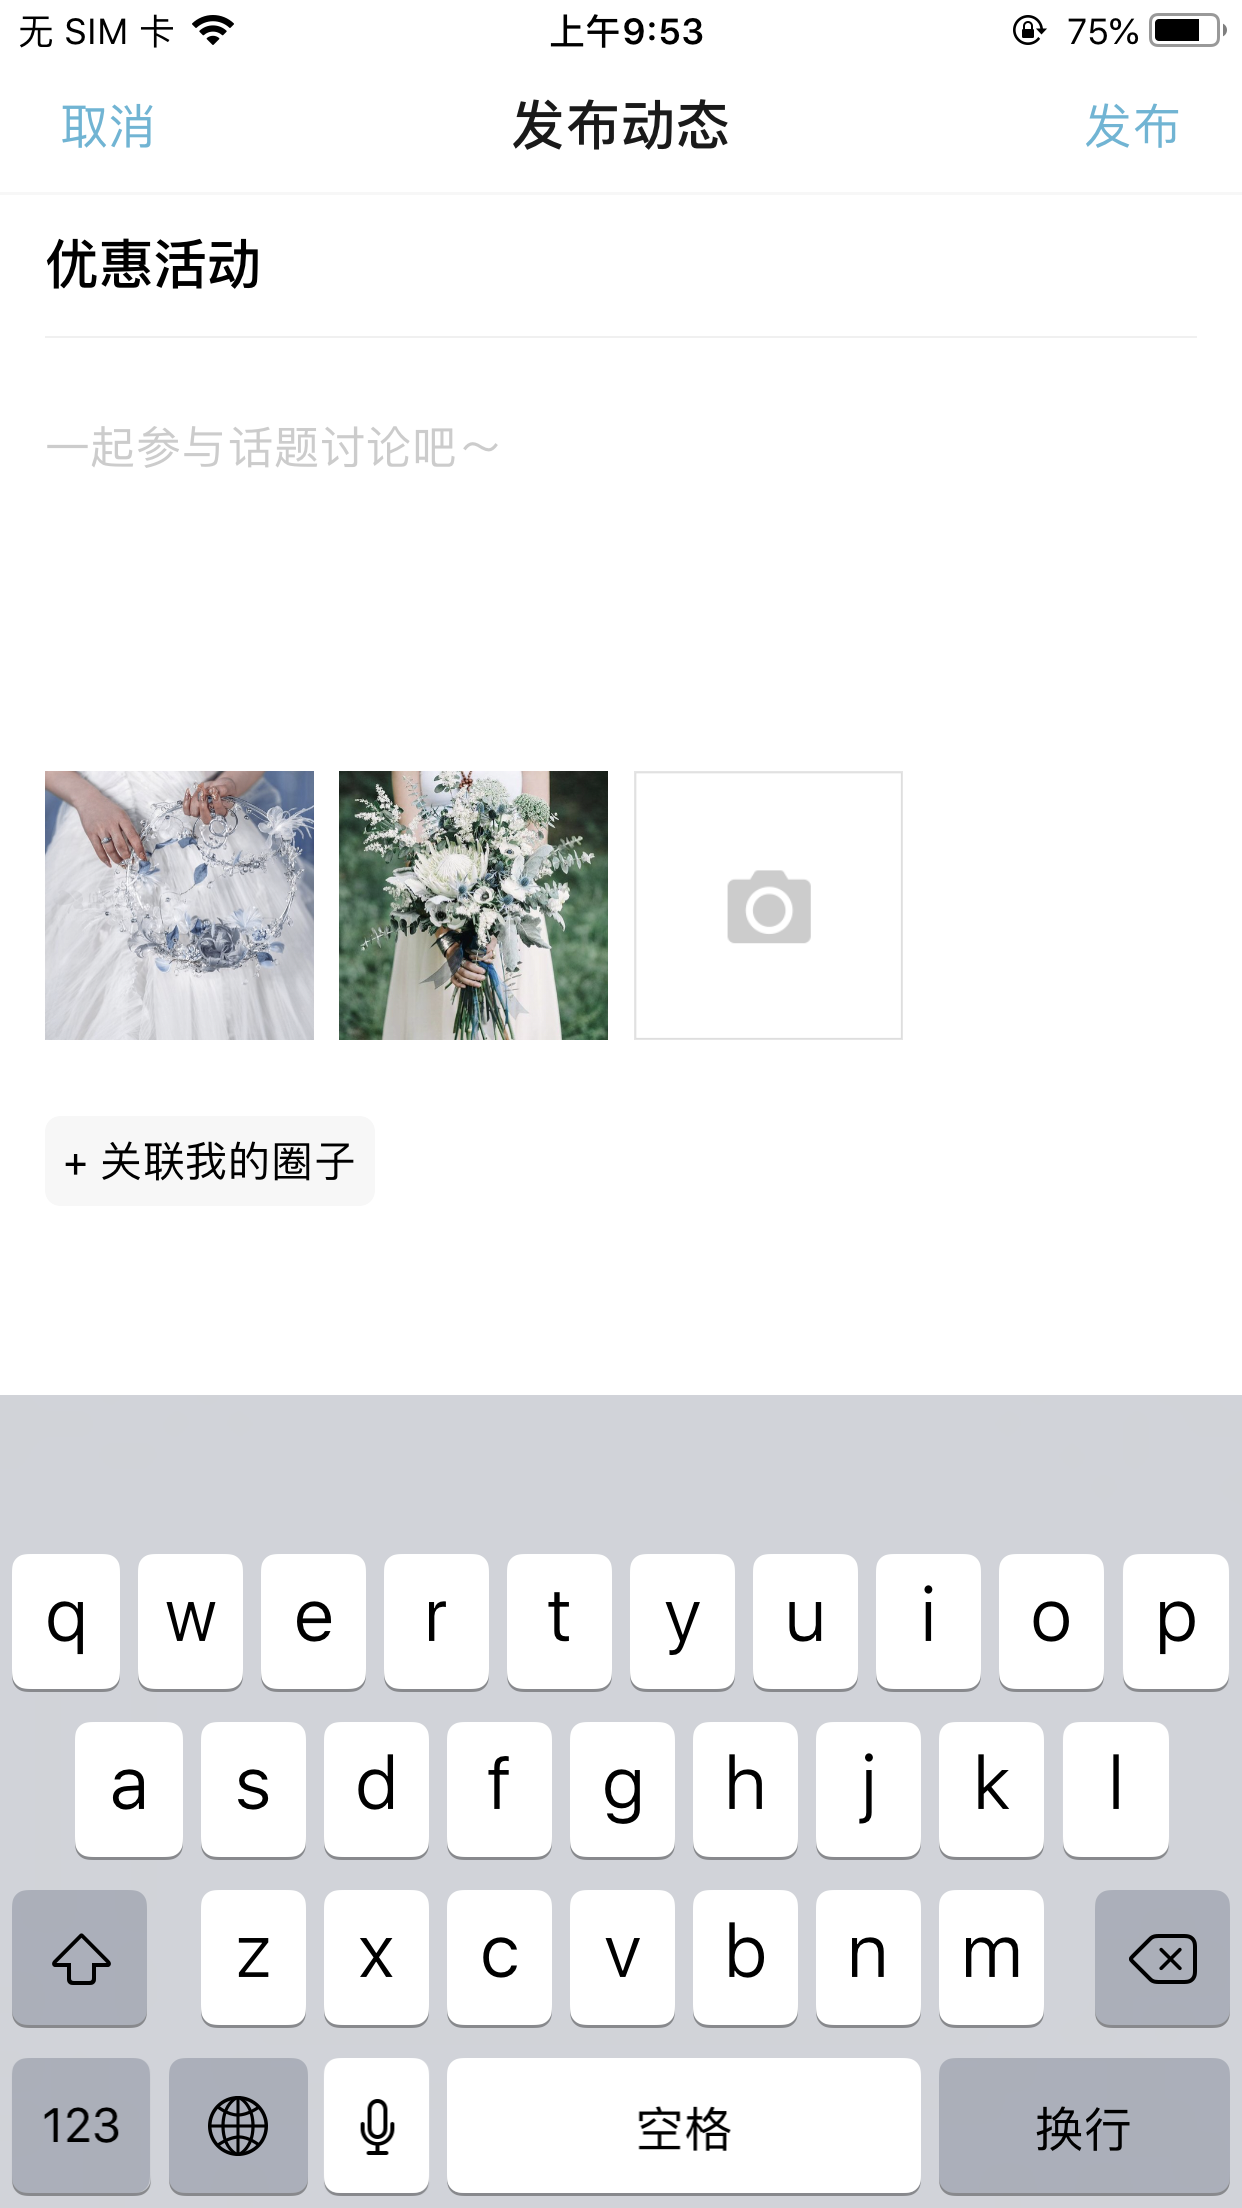 无 SIM 卡 上午9:53 75%
取消 发布动态 发布
优惠活动
一起参与话题讨论吧～
+ 关联我的圈子
q w e r t y u i o p
a s d f g h j k l
z x c v b n m
123 空格 换行